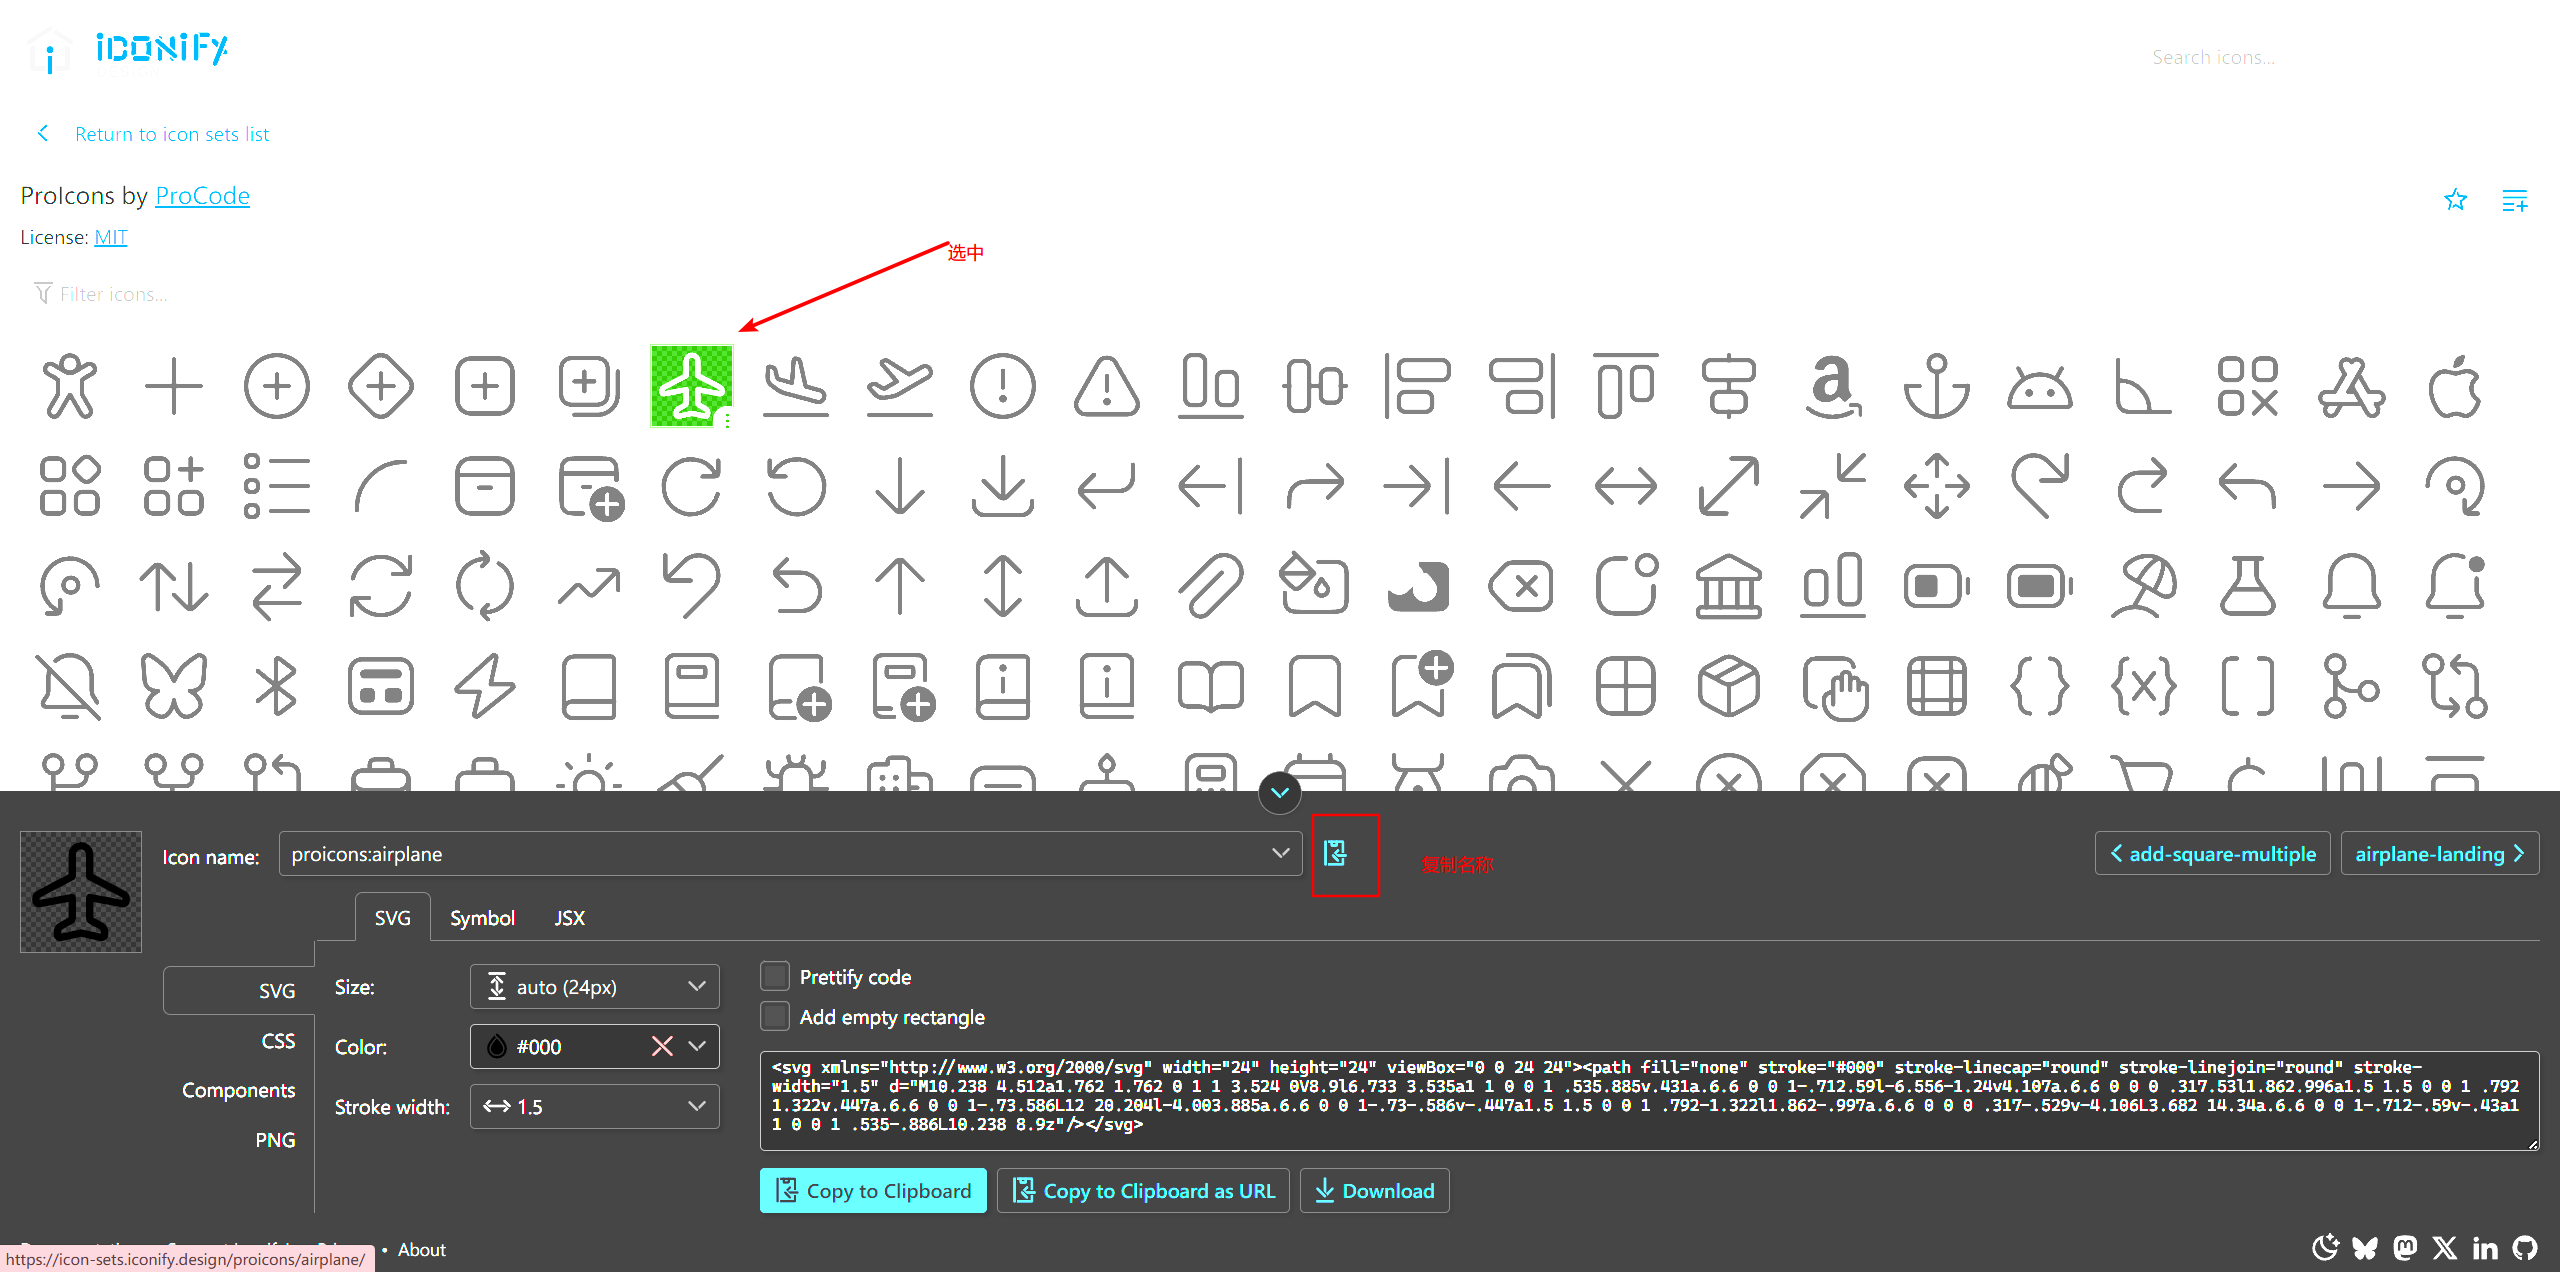 iconify
Search icons...
Return to icon sets list
ProIcons by ProCode
License: MIT
选中
Filter icons...
Icon name:
proicons:airplane
复制名称
add-square-multiple
airplane-landing
SVG
Symbol
JSX
SVG
CSS
Components
PNG
Size:
auto (24px)
Color:
#000
Stroke width:
1.5
Prettify code
Add empty rectangle
<svg xmlns="http://www.w3.org/2000/svg" width="24" height="24" viewBox="0 0 24 24"><path fill="none" stroke="#000" stroke-linecap="round" stroke-linejoin="round" stroke-
width="1.5" d="M10.238 4.512a1.762 1.762 0 1 1 3.524 0V8.9l6.733 3.535a1 1 0 0 1 .535.885v.431a.6.6 0 0 1-.712.59l-6.556-1.24v4.107a.6.6 0 0 0 .317.53l1.862.996a1.5 1.5 0 0 1 .792
1.322v.447a.6.6 0 0 1-.73.586L12 20.204l-4.003.885a.6.6 0 0 1-.73-.586v-.447a1.5 1.5 0 0 1 .792-1.322l1.862-.997a.6.6 0 0 0 .317-.529v-4.106L3.682 14.34a.6.6 0 0 1-.712-.59v-.43a1
1 0 0 1 .535-.886L10.238 8.9z"/></svg>
Copy to Clipboard
Copy to Clipboard as URL
Download
• About
https://icon-sets.iconify.design/proicons/airplane/